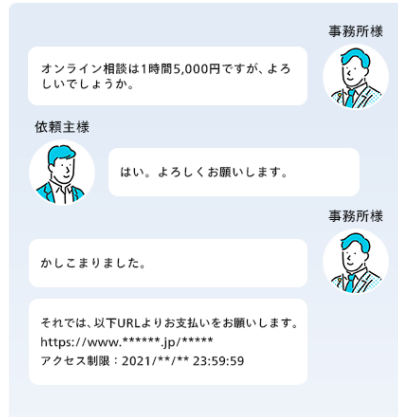 事務所様
オンライン相談は1時間5,000円ですが、よろ
しいでしょうか。
依頼主様
はい。よろしくお願いします。
事務所様
かしこまりました。
それでは、以下URLよりお支払いをお願いします。
https://www.******.jp/*****
アクセス制限：2021/**/** 23:59:59